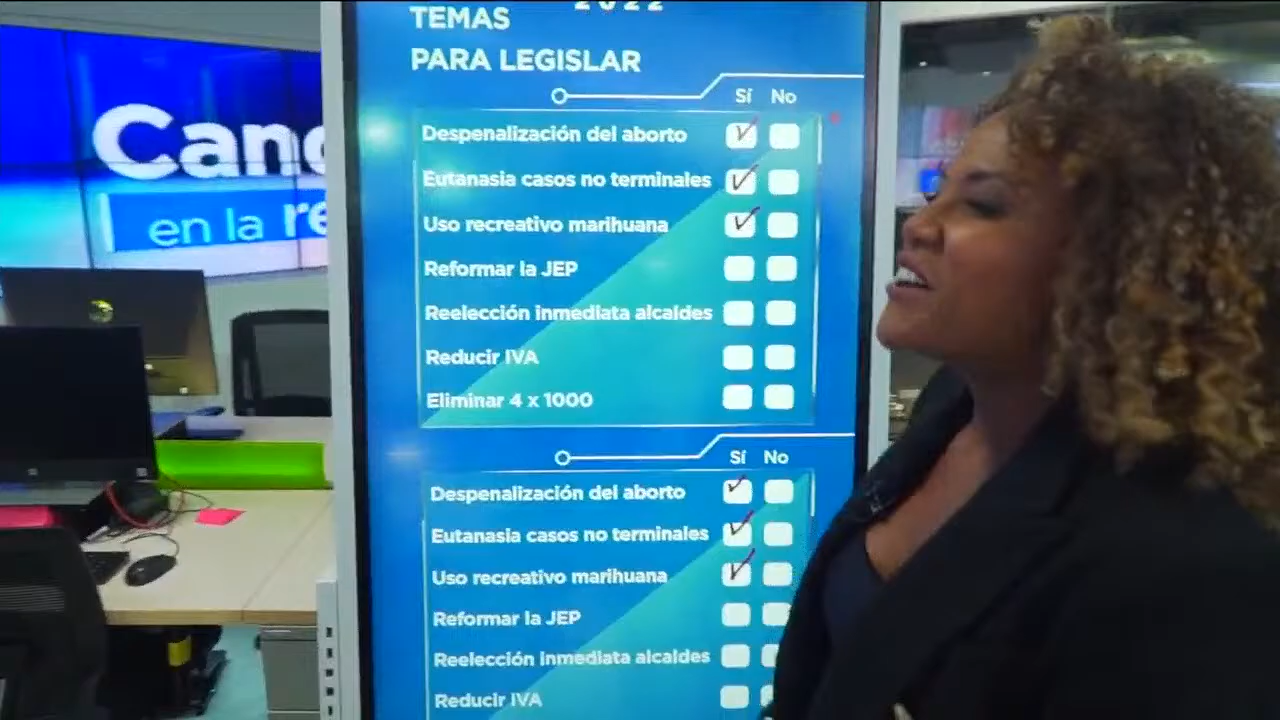 2022
TEMAS
PARA LEGISLAR
Sí No
Despenalización del aborto
Eutanasia casos no terminales
Uso recreativo marihuana
Reformar la JEP
Reelección inmediata alcaldes
Reducir IVA
Eliminar 4 x 1000
Sí No
Despenalización del aborto
Eutanasia casos no terminales
Uso recreativo marihuana
Reformar la JEP
Reelección inmediata alcaldes
Reducir IVA
en la